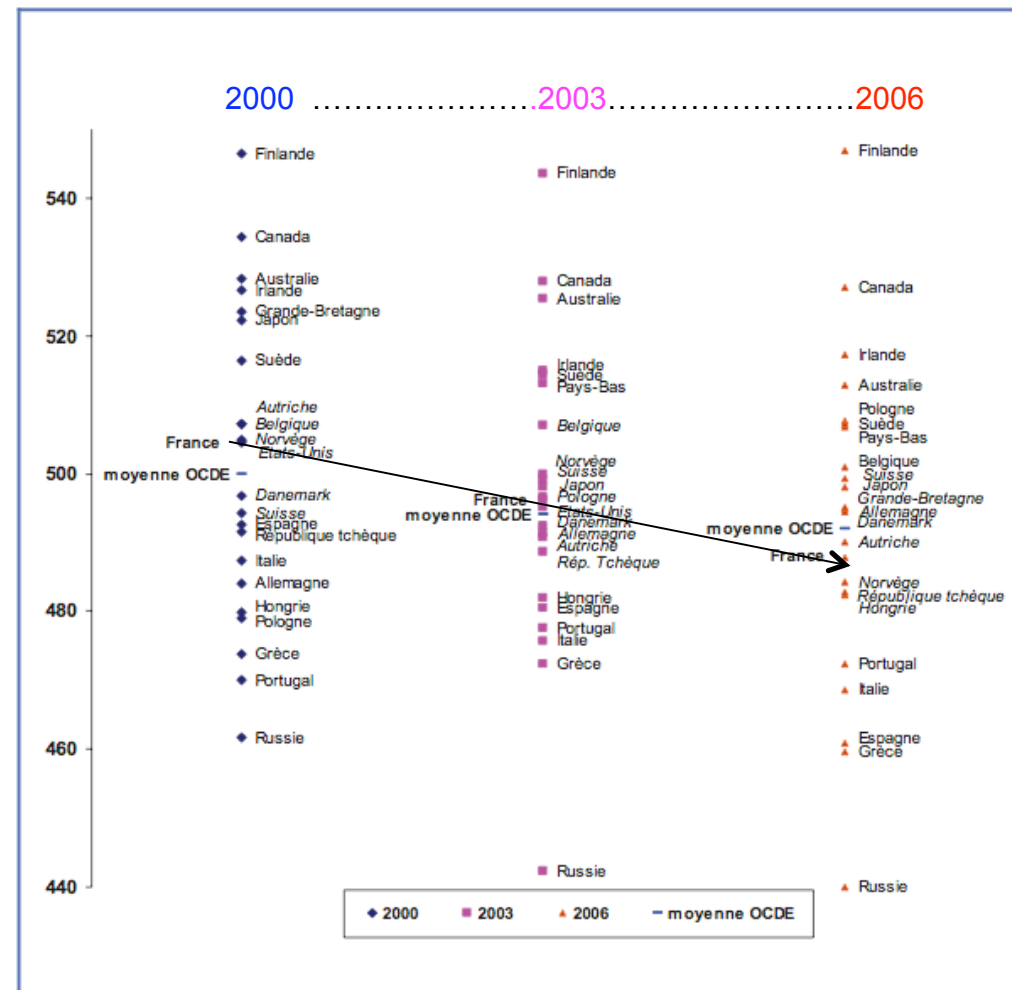 2000 ......................2003.........................2006
540
520
500
480
460
440
Finlande
Canada
Australie
Irlande
Grande-Bretagne
Japon
Suède
Autriche
Belgique
Norvège
Etats-Unis
France
moyenne OCDE
Danemark
Suisse
Espagne
République tchèque
Italie
Allemagne
Hongrie
Pologne
Grèce
Portugal
Russie
Finlande
Canada
Australie
Irlande
Suède
Pays-Bas
Belgique
Norvège
Suisse
Japon
Pologne
France
Etats-Unis
moyenne OCDE
Danemark
Allemagne
Autriche
Rép. Tchèque
Hongrie
Espagne
Portugal
Italie
Grèce
Russie
Finlande
Canada
Irlande
Australie
Pologne
Suède
Pays-Bas
Belgique
Suisse
Japon
Grande-Bretagne
Allemagne
Danemark
moyenne OCDE
Autriche
France
Norvège
République tchèque
Hongrie
Portugal
Italie
Espagne
Grèce
Russie
2000 2003 2006 moyenne OCDE